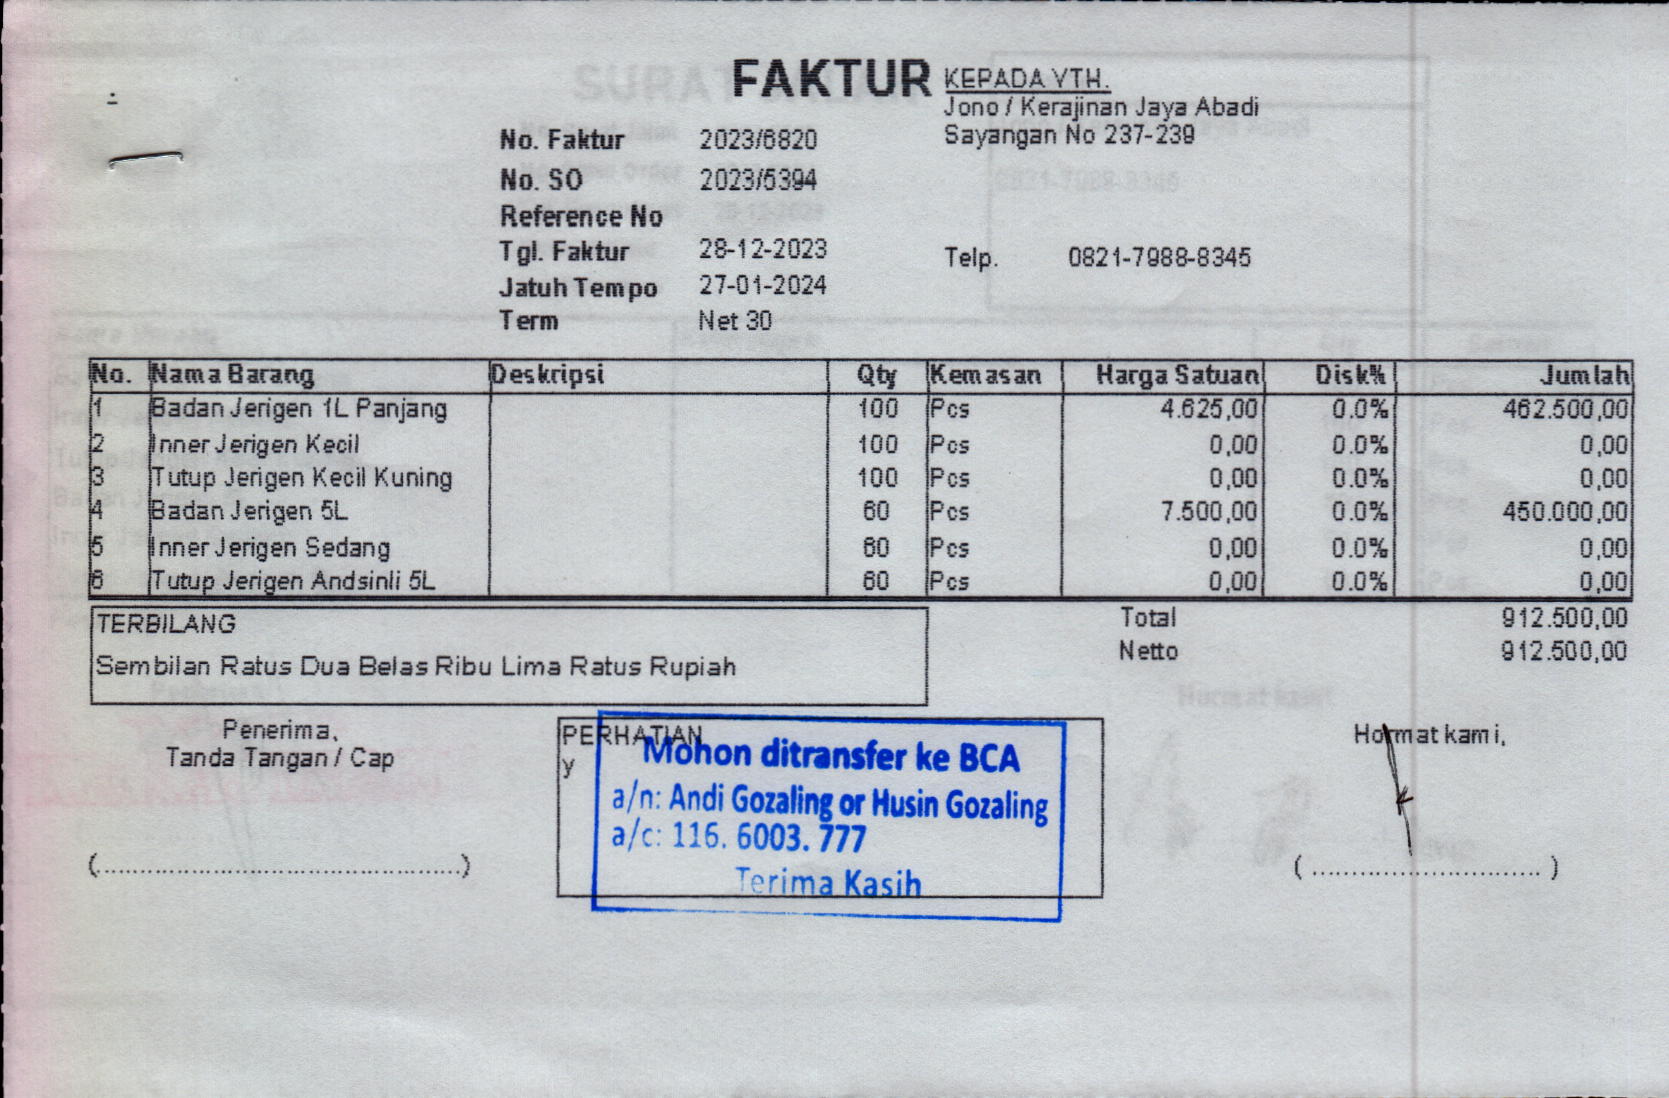 FAKTUR
KEPADA YTH.
Jono / Kerajinan Jaya Abadi
Sayangan No 237-239
No. Faktur 2023/6820
No. SO 2023/5394
Reference No
Tgl. Faktur 28-12-2023
Telp. 0821-7988-8345
Jatuh Tempo 27-01-2024
Term Net 30
No. Nama Barang Deskripsi Qty Kemasan Harga Satuan Disk% Jumlah
1 Badan Jerigen 1L Panjang 100 Pcs 4.625,00 0.0% 462.500,00
2 Inner Jerigen Kecil 100 Pcs 0,00 0.0% 0,00
3 Tutup Jerigen Kecil Kuning 100 Pcs 0,00 0.0% 0,00
4 Badan Jerigen 5L 60 Pcs 7.500,00 0.0% 450.000,00
5 Inner Jerigen Sedang 60 Pcs 0,00 0.0% 0,00
6 Tutup Jerigen Andsinli 5L 60 Pcs 0,00 0.0% 0,00
TERBILANG
Sembilan Ratus Dua Belas Ribu Lima Ratus Rupiah
Total 912.500,00
Netto 912.500,00
Penerima,
Tanda Tangan / Cap
(..............................................)
PERHATIAN
y
Mohon ditransfer ke BCA
a/n: Andi Gozaling or Husin Gozaling
a/c: 116. 6003. 777
Terima Kasih
Hormat kami,
( ............................. )